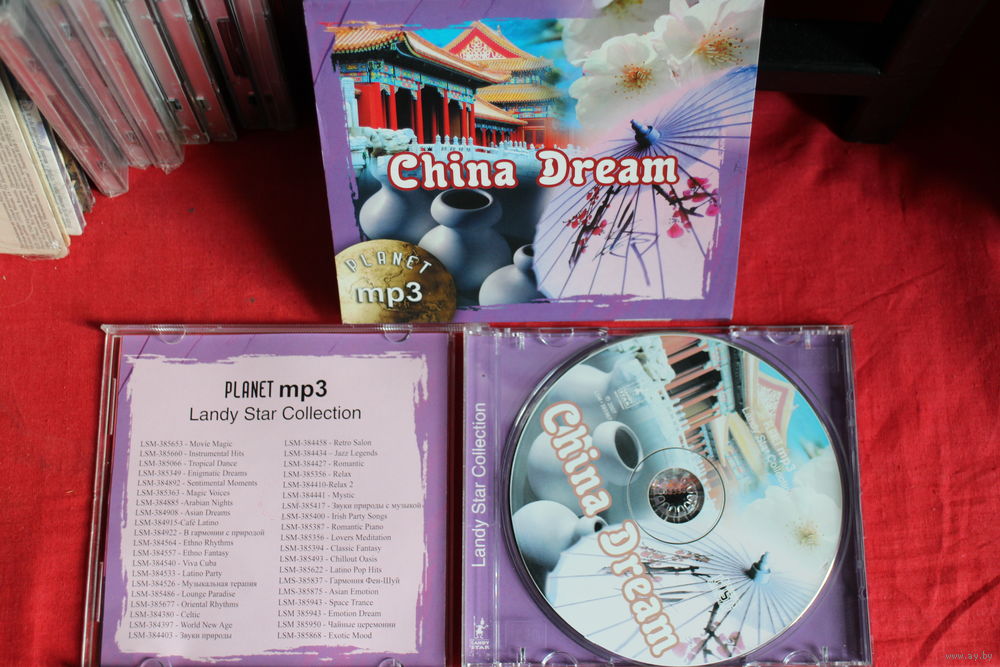 China Dream
PLANET
mp3
PLANET mp3
Landy Star Collection
LSM-385653 - Movie Magic
LSM-385660 - Instrumental Hits
LSM-385066 - Tropical Dance
LSM-385349 - Enigmatic Dreams
LSM-384892 - Sentimental Moments
LSM-385363 - Magic Voices
LSM-384885 - Arabian Nights
LSM-384908 - Asian Dreams
LSM-384915-Café Latino
LSM-384922 - В гармонии с природой
LSM-384564 - Ethno Rhythms
LSM-384557 - Ethno Fantasy
LSM-384540 - Viva Cuba
LSM-384533 - Latino Party
LSM-384526 - Музыкальная терапия
LSM-385486 - Lounge Paradise
LSM-385677 - Oriental Rhythms
LSM-384380 - Celtic
LSM-384397 - World New Age
LSM-384403 - Звуки природы
LSM-384458 - Retro Salon
LSM-384434 - Jazz Legends
LSM-384427 - Romantic
LSM-385356 - Relax
LSM-384410-Relax 2
LSM-384441 - Mystic
LSM-385417 - Звуки природы с музыкой
LSM-385400 - Irish Party Songs
LSM-385387 - Romantic Piano
LSM-385356 - Lovers Meditation
LSM-385394 - Classic Fantasy
LSM-385493 - Chillout Oasis
LSM-385622 - Latino Pop Hits
LMS-385837 - Гармония Фен-Шуй
LMS-385875 - Asian Emotion
LSM-385943 - Space Trance
LSM-385943 - Emotion Dream
LSM-385950 - Чайные церемонии
LSM-385868 - Exotic Mood
Landy Star Collection
LANDY
STAR
China Dream
PLANET mp3
Landy Star Collection
www.ay.by